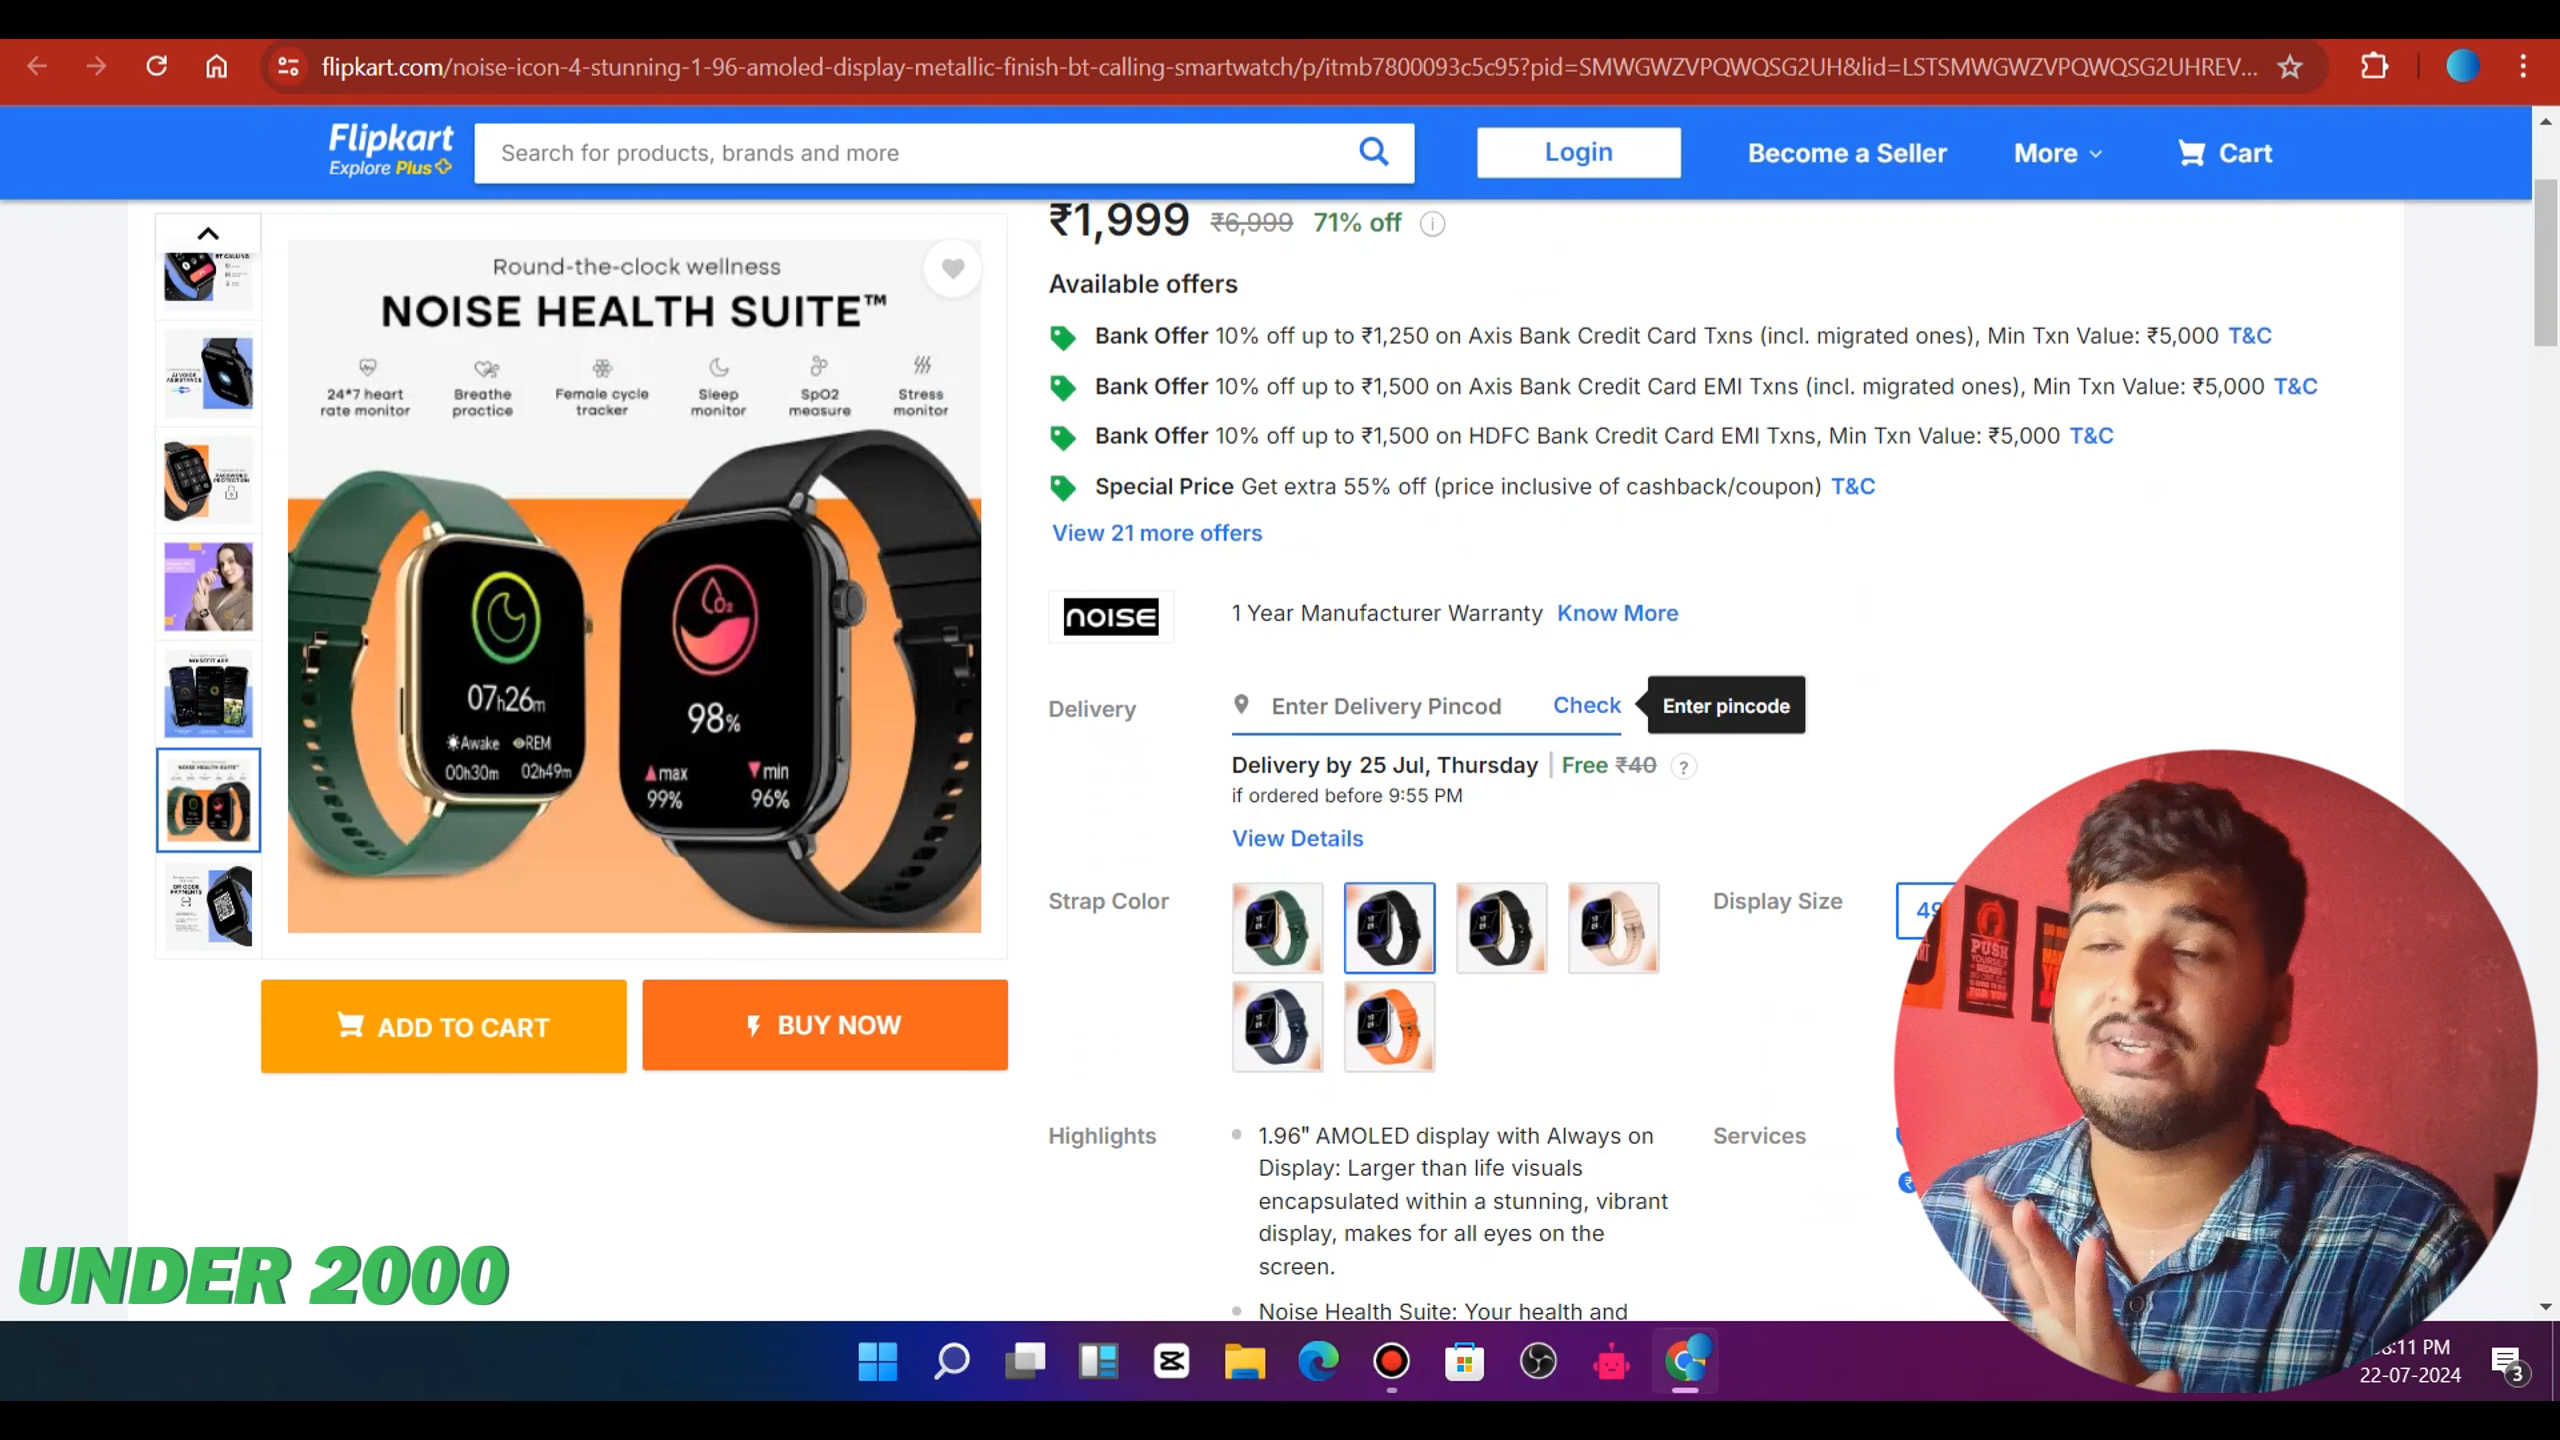 flipkart.com/noise-icon-4-stunning-1-96-amoled-display-metallic-finish-bt-calling-smartwatch/p/itmb7800093c5c95?pid=SMWGWZVPQWQSG2UH&lid=LSTSMWGWZVPQWQSG2UHREV...
Flipkart
Explore Plus
Search for products, brands and more
Login
Become a Seller
More
Cart
₹1,999 ₹6,999 71% off
Available offers
Bank Offer 10% off up to ₹1,250 on Axis Bank Credit Card Txns (incl. migrated ones), Min Txn Value: ₹5,000 T&C
Bank Offer 10% off up to ₹1,500 on Axis Bank Credit Card EMI Txns (incl. migrated ones), Min Txn Value: ₹5,000 T&C
Bank Offer 10% off up to ₹1,500 on HDFC Bank Credit Card EMI Txns, Min Txn Value: ₹5,000 T&C
Special Price Get extra 55% off (price inclusive of cashback/coupon) T&C
View 21 more offers
Round-the-clock wellness
NOISE HEALTH SUITE™
24*7 heart rate monitor
Breathe practice
Female cycle tracker
Sleep monitor
SpO2 measure
Stress monitor
07h26m
Awake REM
00h30m 02h49m
O2
98%
max min
99% 96%
ADD TO CART
BUY NOW
noise
1 Year Manufacturer Warranty Know More
Delivery
Enter Delivery Pincod
Check
Enter pincode
Delivery by 25 Jul, Thursday | Free ₹40 ?
if ordered before 9:55 PM
View Details
Strap Color
Display Size
PUSH
YOURSELF
Highlights
1.96" AMOLED display with Always on
Display: Larger than life visuals
encapsulated within a stunning, vibrant
display, makes for all eyes on the
screen.
Noise Health Suite: Your health and
Services
UNDER 2000
:11 PM
22-07-2024
3